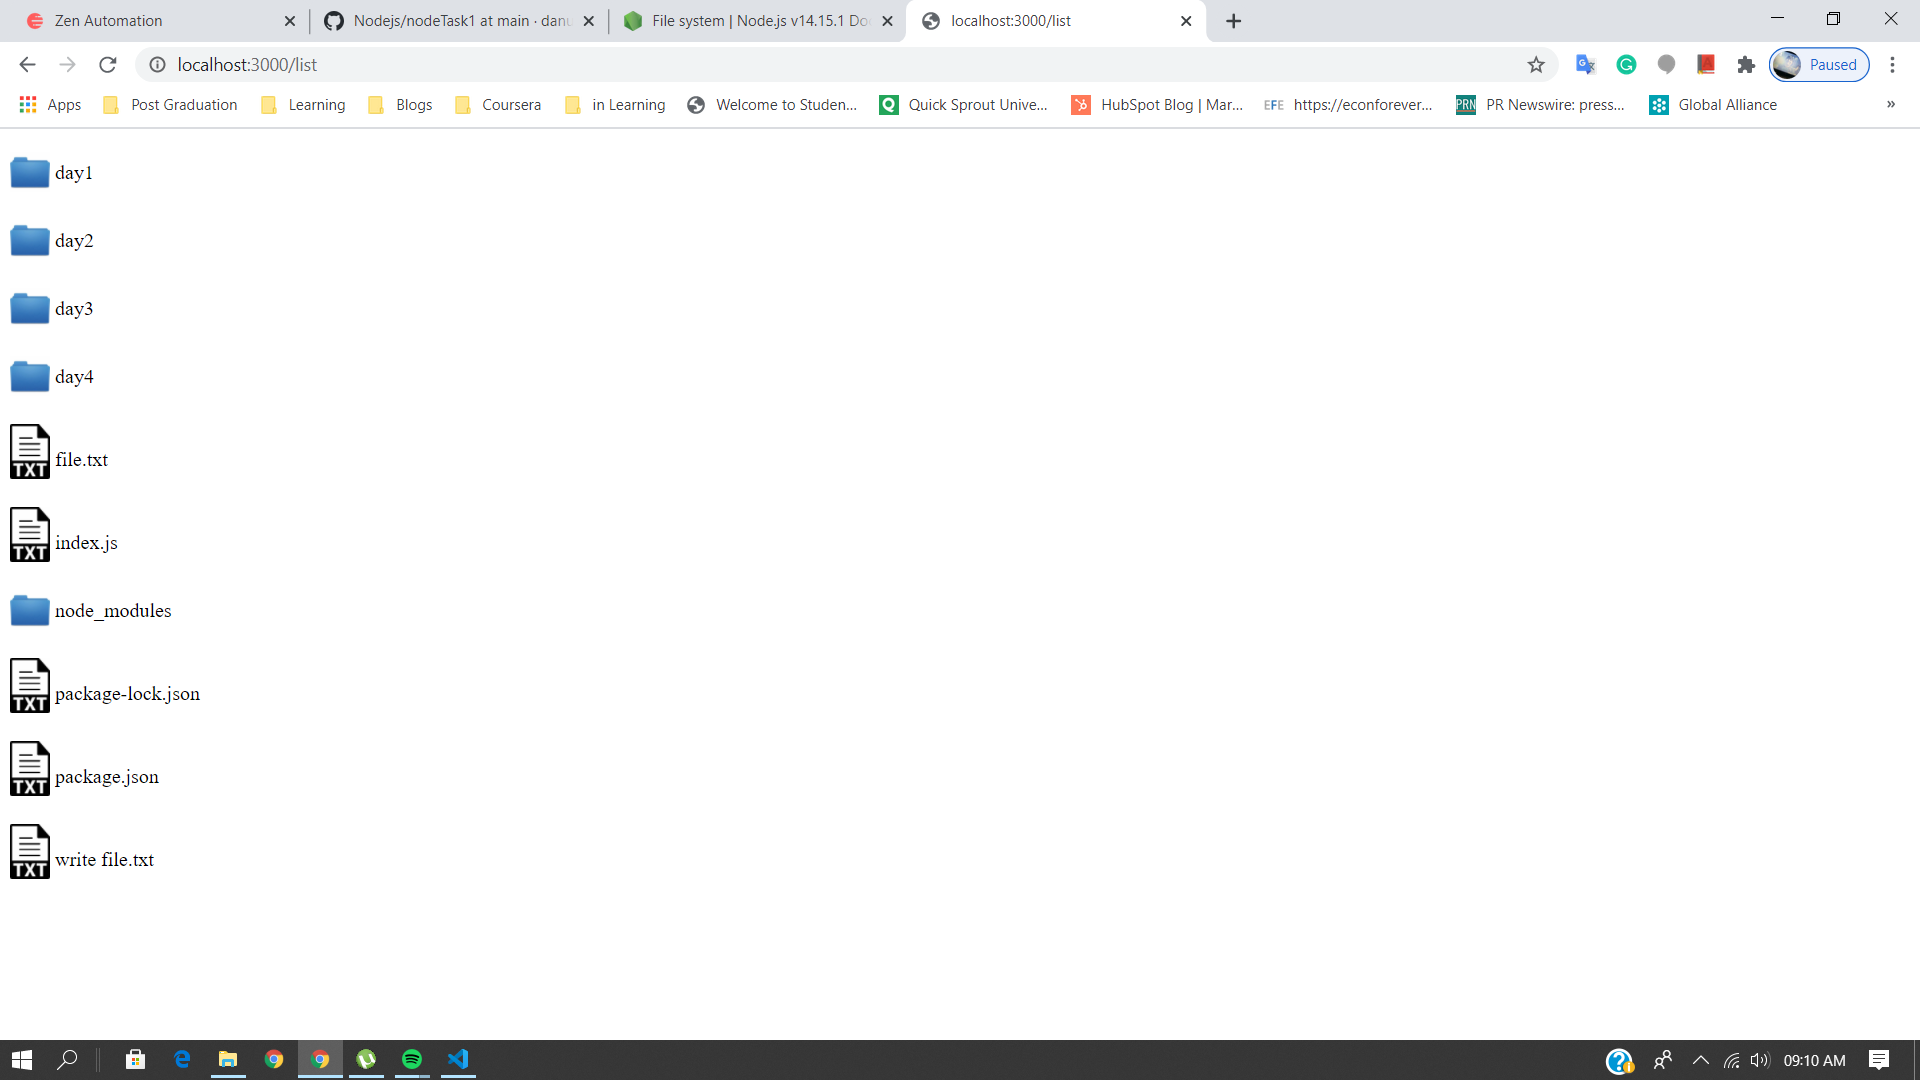 Zen Automation
Nodejs/nodeTask1 at main · danu
File system | Node.js v14.15.1 Do
localhost:3000/list
localhost:3000/list
Paused
Apps
Post Graduation
Learning
Blogs
Coursera
in Learning
Welcome to Studen...
Quick Sprout Unive...
HubSpot Blog | Mar...
EFE https://econforever...
PRN PR Newswire: press...
Global Alliance
»
day1
day2
day3
day4
TXT file.txt
TXT index.js
node_modules
TXT package-lock.json
TXT package.json
TXT write file.txt
09:10 AM